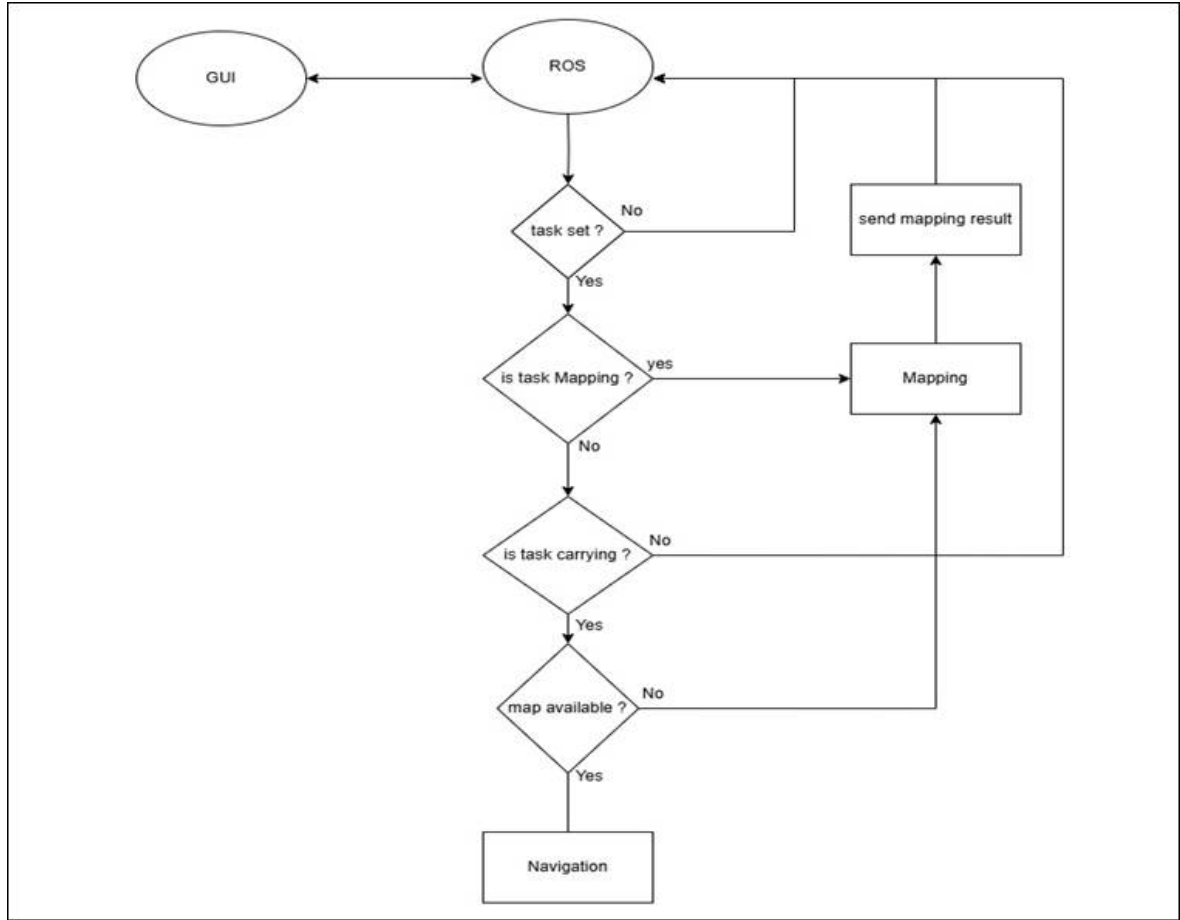 GUI
ROS
No
send mapping result
task set ?
Yes
yes
is task Mapping ?
Mapping
No
No
is task carrying ?
Yes
No
map available ?
Yes
Navigation